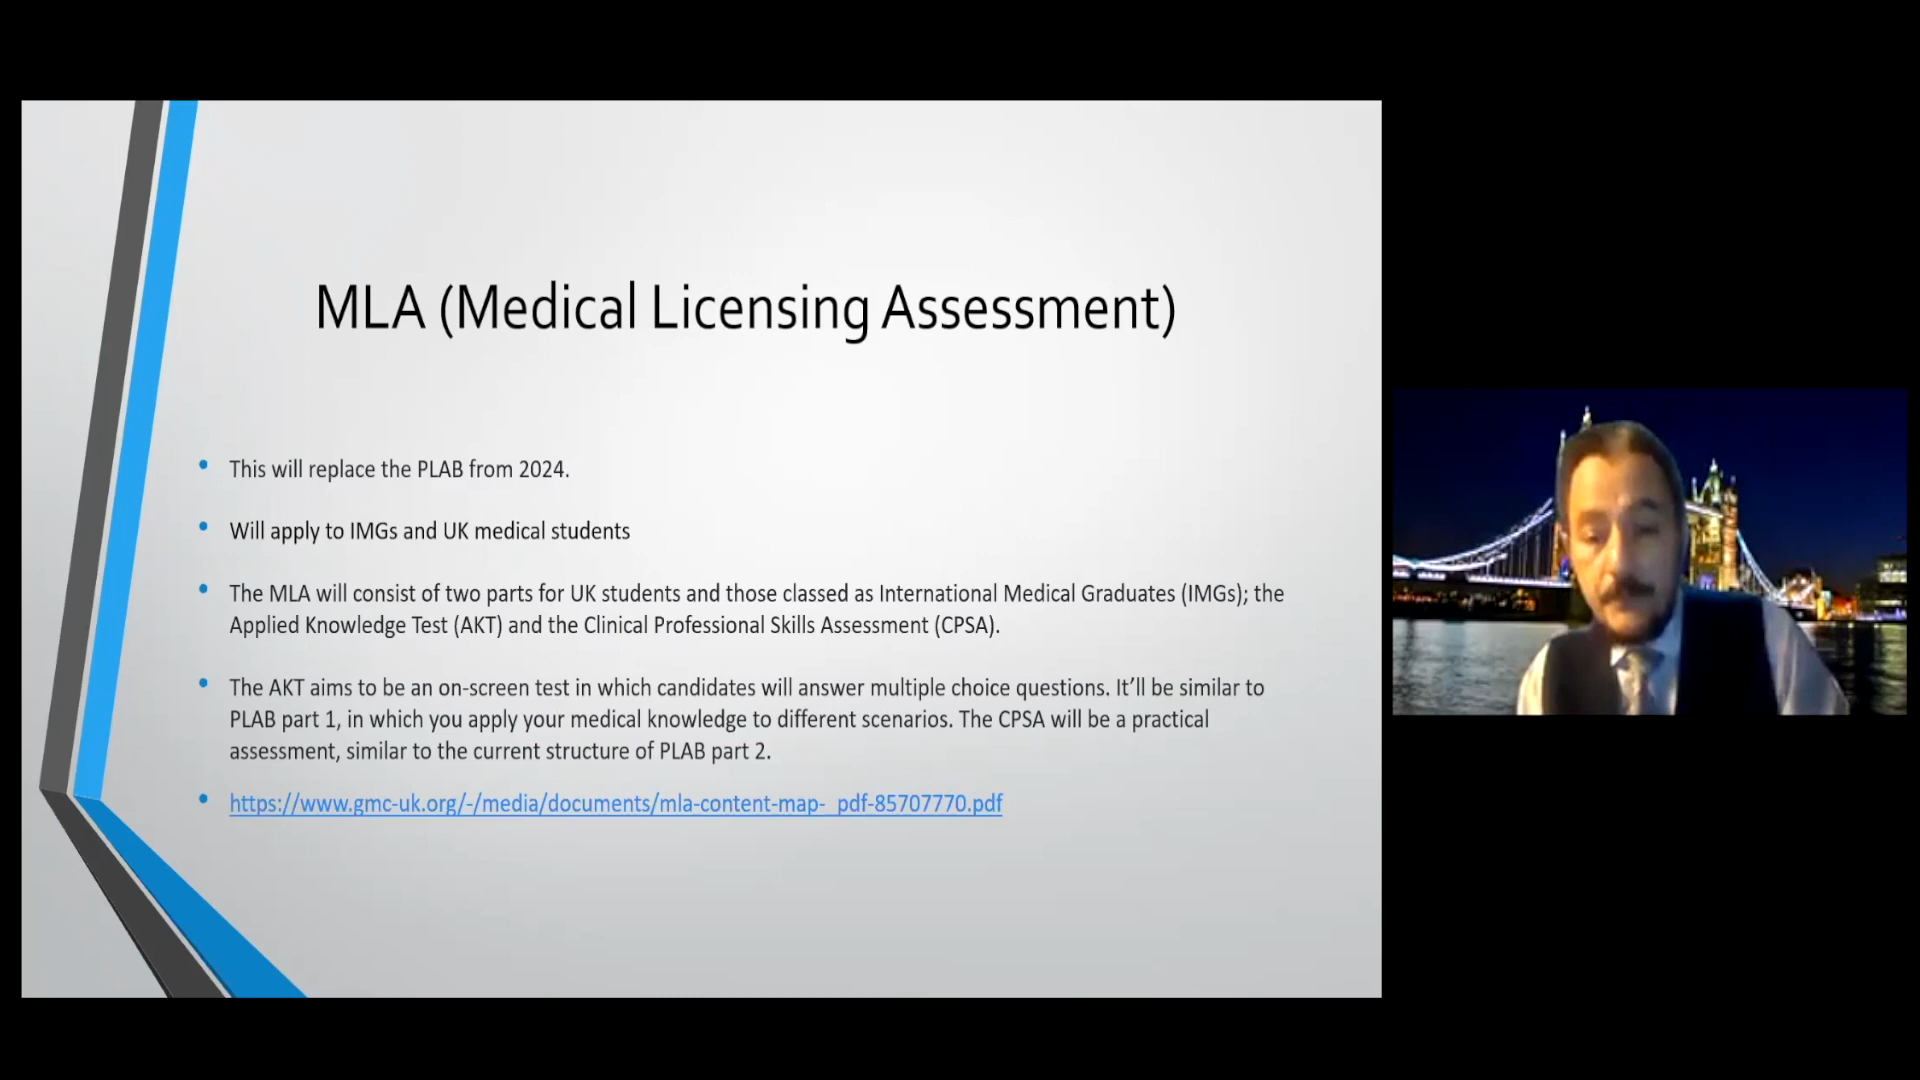 MLA (Medical Licensing Assessment)
This will replace the PLAB from 2024.
Will apply to IMGs and UK medical students
The MLA will consist of two parts for UK students and those classed as International Medical Graduates (IMGs); the
Applied Knowledge Test (AKT) and the Clinical Professional Skills Assessment (CPSA).
The AKT aims to be an on-screen test in which candidates will answer multiple choice questions. It’ll be similar to
PLAB part 1, in which you apply your medical knowledge to different scenarios. The CPSA will be a practical
assessment, similar to the current structure of PLAB part 2.
https://www.gmc-uk.org/-/media/documents/mla-content-map-_pdf-85707770.pdf